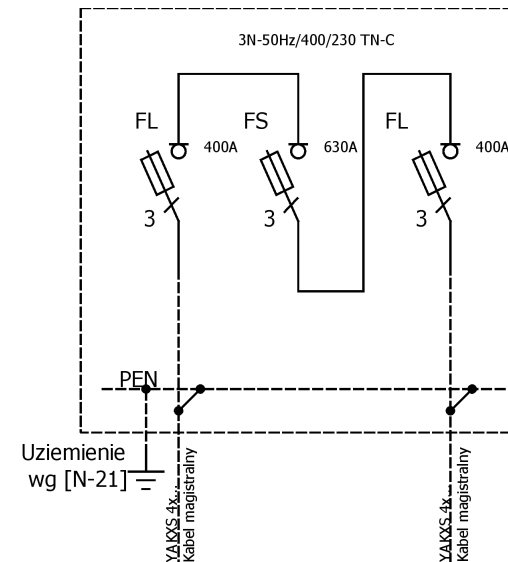 3N-50Hz/400/230 TN-C
FL
FS
FL
400A
630A
400A
3
3
3
PEN
Uziemienie
wg [N-21]
YAKXS 4x...
Kabel magistralny
YAKXS 4x...
Kabel magistralny